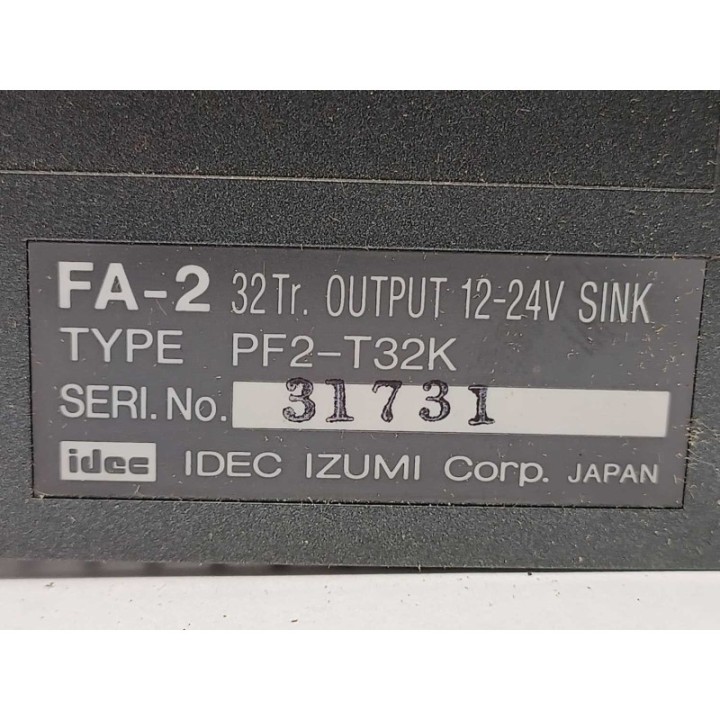 FA-2 32Tr. OUTPUT 12-24V SINK
TYPE PF2-T32K
SERI. No. 31731
idec IDEC IZUMI Corp. JAPAN